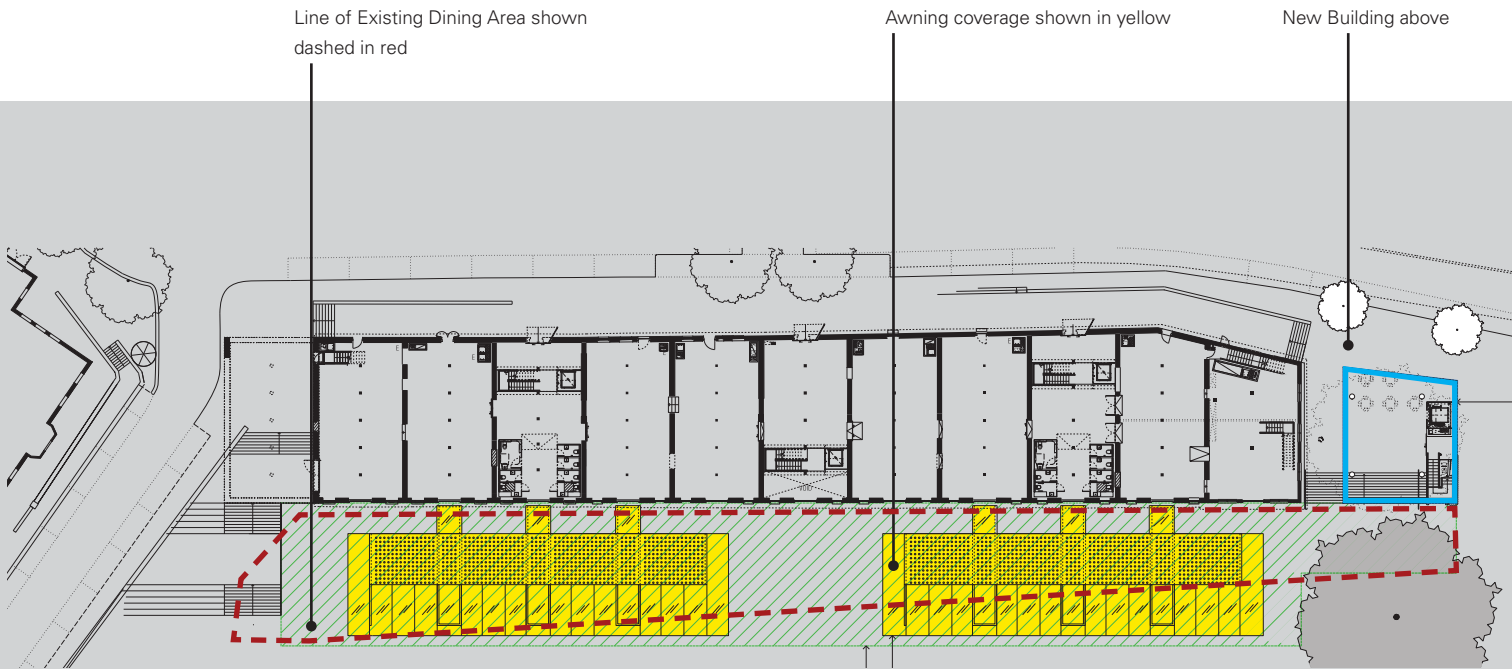 Line of Existing Dining Area shown
dashed in red
Awning coverage shown in yellow
New Building above